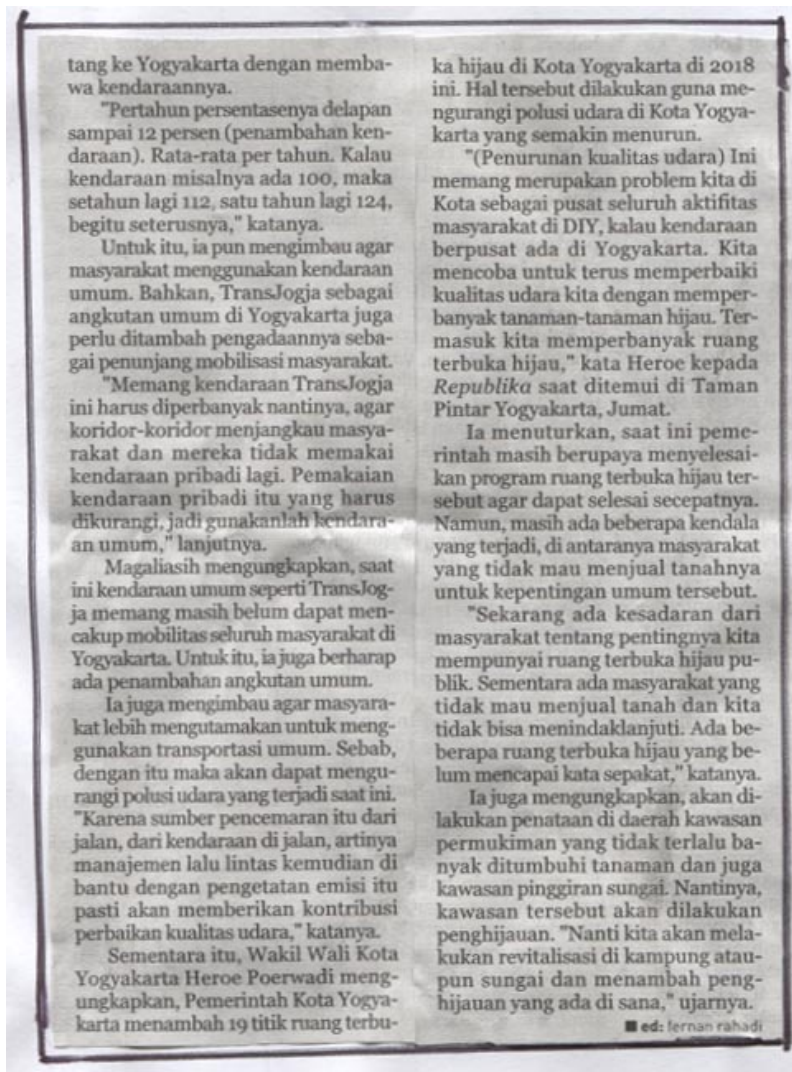 tang ke Yogyakarta dengan memba-
wa kendaraannya.
"Pertahun persentasenya delapan
sampai 12 persen (penambahan ken-
daraan). Rata-rata per tahun. Kalau
kendaraan misalnya ada 100, maka
setahun lagi 112, satu tahun lagi 124,
begitu seterusnya," katanya.
Untuk itu, ia pun mengimbau agar
masyarakat menggunakan kendaraan
umum. Bahkan, TransJogja sebagai
angkutan umum di Yogyakarta juga
perlu ditambah pengadaannya seba-
gai penunjang mobilisasi masyarakat.
"Memang kendaraan TransJogja
ini harus diperbanyak nantinya, agar
koridor-koridor menjangkau masya-
rakat dan mereka tidak memakai
kendaraan pribadi lagi. Pemakaian
kendaraan pribadi itu yang harus
dikurangi, jadi gunakanlah kendara-
an umum," lanjutnya.
Magaliasih mengungkapkan, saat
ini kendaraan umum seperti TransJog-
ja memang masih belum dapat men-
cakup mobilitas seluruh masyarakat di
Yogyakarta. Untuk itu, ia juga berharap
ada penambahan angkutan umum.
Ia juga mengimbau agar masyara-
kat lebih mengutamakan untuk meng-
gunakan transportasi umum. Sebab,
dengan itu maka akan dapat mengu-
rangi polusi udara yang terjadi saat ini.
"Karena sumber pencemaran itu dari
jalan, dari kendaraan di jalan, artinya
manajemen lalu lintas kemudian di
bantu dengan pengetatan emisi itu
pasti akan memberikan kontribusi
perbaikan kualitas udara," katanya.
Sementara itu, Wakil Wali Kota
Yogyakarta Heroe Poerwadi meng-
ungkapkan, Pemerintah Kota Yogya-
karta menambah 19 titik ruang terbu-
ka hijau di Kota Yogyakarta di 2018
ini. Hal tersebut dilakukan guna me-
ngurangi polusi udara di Kota Yogya-
karta yang semakin menurun.
"(Penurunan kualitas udara) Ini
memang merupakan problem kita di
Kota sebagai pusat seluruh aktifitas
masyarakat di DIY, kalau kendaraan
berpusat ada di Yogyakarta. Kita
mencoba untuk terus memperbaiki
kualitas udara kita dengan memper-
banyak tanaman-tanaman hijau. Ter-
masuk kita memperbanyak ruang
terbuka hijau," kata Heroe kepada
Republika saat ditemui di Taman
Pintar Yogyakarta, Jumat.
Ia menuturkan, saat ini peme-
rintah masih berupaya menyelesai-
kan program ruang terbuka hijau ter-
sebut agar dapat selesai secepatnya.
Namun, masih ada beberapa kendala
yang terjadi, di antaranya masyarakat
yang tidak mau menjual tanahnya
untuk kepentingan umum tersebut.
"Sekarang ada kesadaran dari
masyarakat tentang pentingnya kita
mempunyai ruang terbuka hijau pu-
blik. Sementara ada masyarakat yang
tidak mau menjual tanah dan kita
tidak bisa menindaklanjuti. Ada be-
berapa ruang terbuka hijau yang be-
lum mencapai kata sepakat," katanya.
Ia juga mengungkapkan, akan di-
lakukan penataan di daerah kawasan
permukiman yang tidak terlalu ba-
nyak ditumbuhi tanaman dan juga
kawasan pinggiran sungai. Nantinya,
kawasan tersebut akan dilakukan
penghijauan. "Nanti kita akan mela-
kukan revitalisasi di kampung atau-
pun sungai dan menambah peng-
hijauan yang ada di sana," ujarnya.
■ ed: fernan rahadi